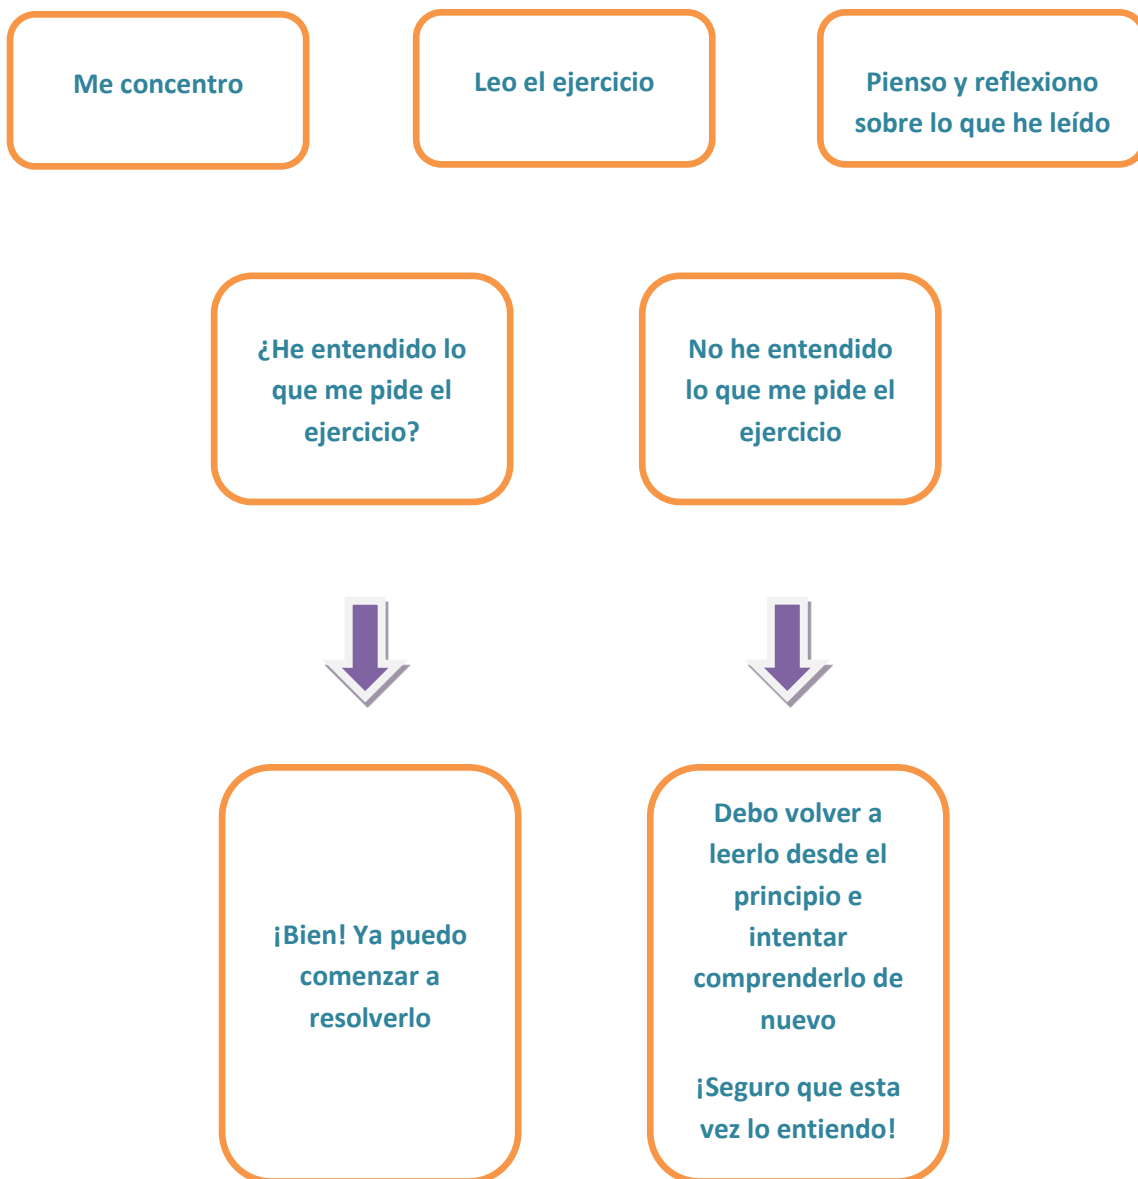 Me concentro
Leo el ejercicio
Pienso y reflexiono
sobre lo que he leído
¿He entendido lo
que me pide el
ejercicio?
No he entendido
lo que me pide el
ejercicio
¡Bien! Ya puedo
comenzar a
resolverlo
Debo volver a
leerlo desde el
principio e
intentar
comprenderlo de
nuevo
¡Seguro que esta
vez lo entiendo!